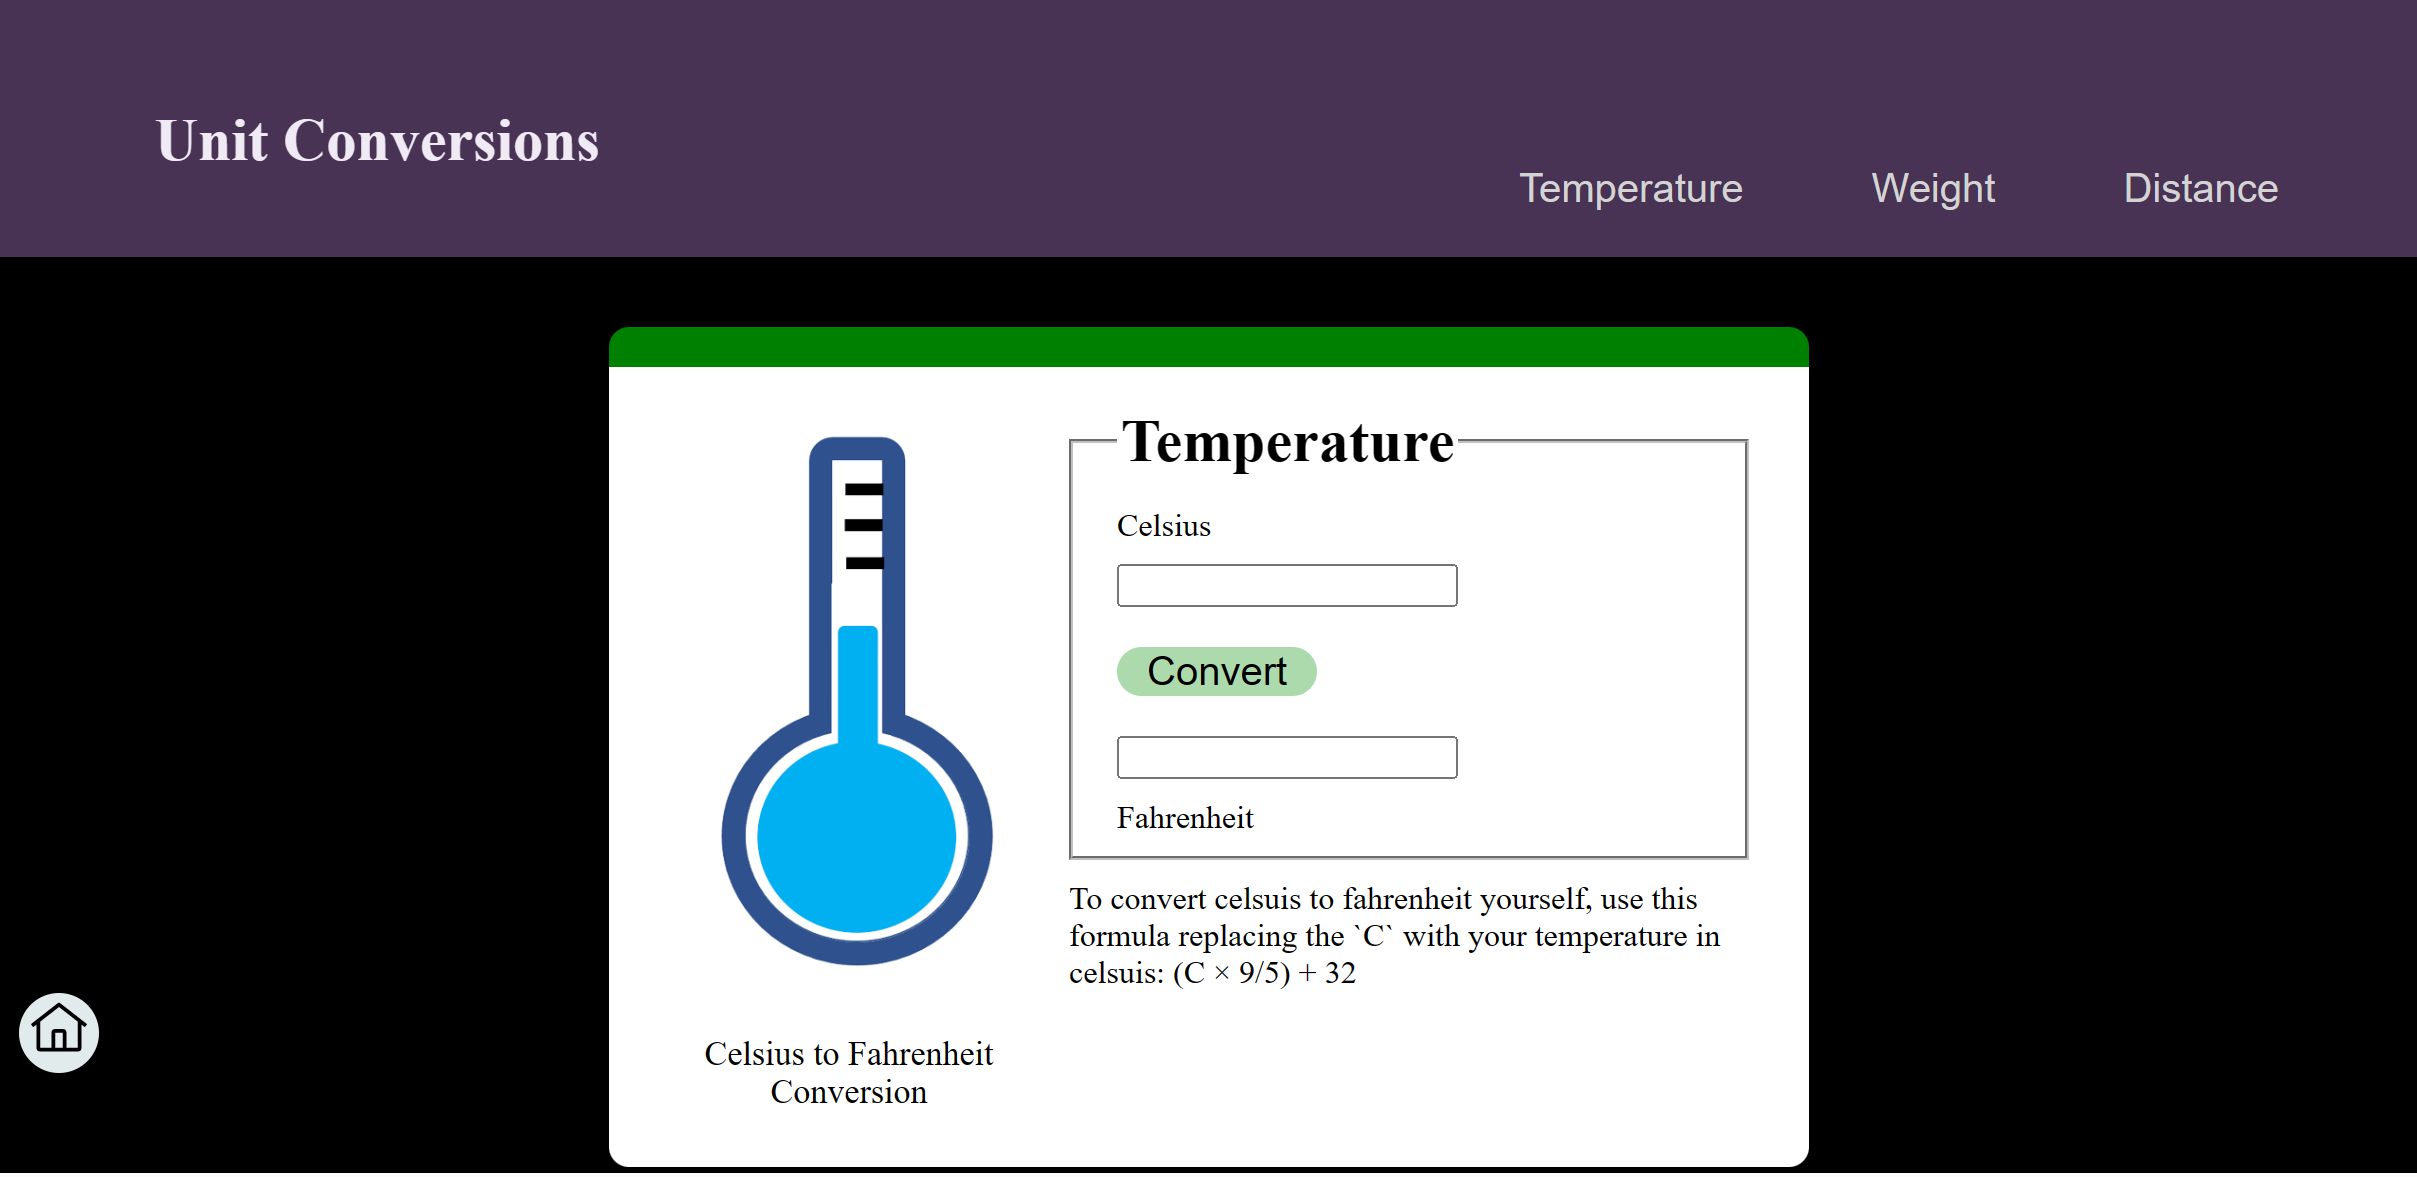 Unit Conversions
Temperature
Weight
Distance
Temperature
Celsius
Convert
Fahrenheit
To convert celsuis to fahrenheit yourself, use this
formula replacing the `C` with your temperature in
celsuis: (C × 9/5) + 32
Celsius to Fahrenheit
Conversion